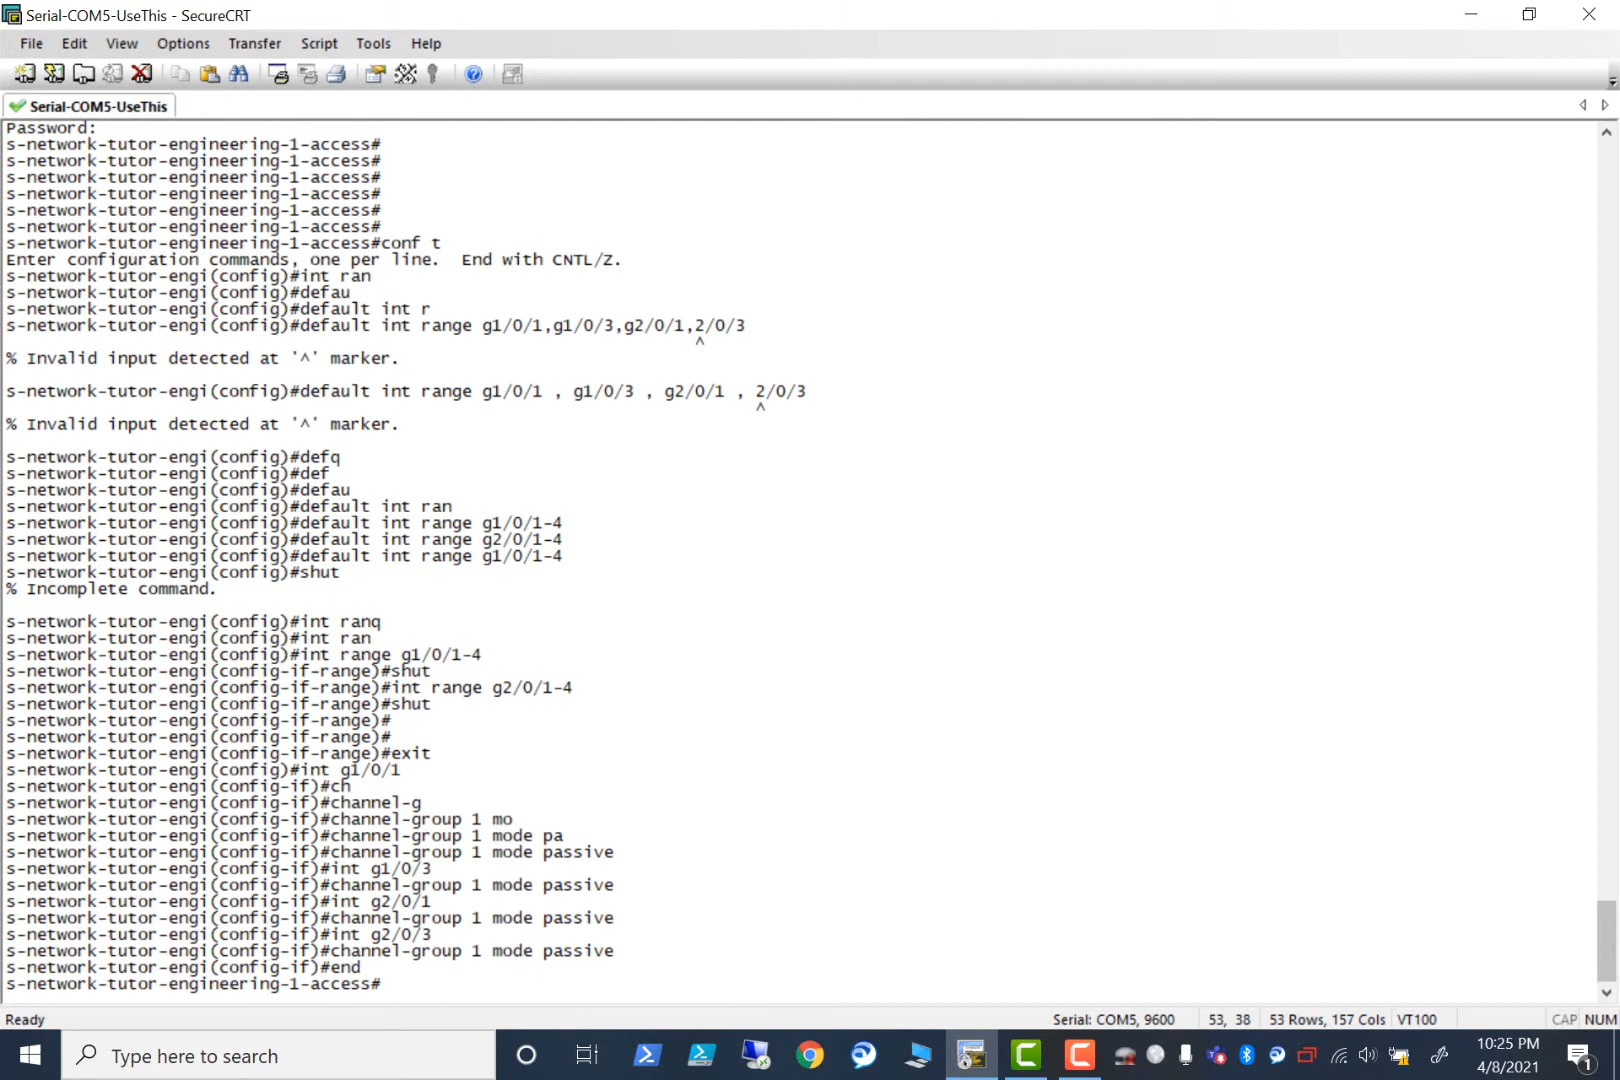 Serial-COM5-UseThis - SecureCRT
File Edit View Options Transfer Script Tools Help
Serial-COM5-UseThis
Password:
s-network-tutor-engineering-1-access#
s-network-tutor-engineering-1-access#
s-network-tutor-engineering-1-access#
s-network-tutor-engineering-1-access#
s-network-tutor-engineering-1-access#
s-network-tutor-engineering-1-access#
s-network-tutor-engineering-1-access#conf t
Enter configuration commands, one per line.  End with CNTL/Z.
s-network-tutor-engi(config)#int ran
s-network-tutor-engi(config)#defau
s-network-tutor-engi(config)#default int r
s-network-tutor-engi(config)#default int range g1/0/1,g1/0/3,g2/0/1,2/0/3
^
% Invalid input detected at '^' marker.
s-network-tutor-engi(config)#default int range g1/0/1 , g1/0/3 , g2/0/1 , 2/0/3
^
% Invalid input detected at '^' marker.
s-network-tutor-engi(config)#defq
s-network-tutor-engi(config)#def
s-network-tutor-engi(config)#defau
s-network-tutor-engi(config)#default int ran
s-network-tutor-engi(config)#default int range g1/0/1-4
s-network-tutor-engi(config)#default int range g2/0/1-4
s-network-tutor-engi(config)#default int range g1/0/1-4
s-network-tutor-engi(config)#shut
% Incomplete command.
s-network-tutor-engi(config)#int ranq
s-network-tutor-engi(config)#int ran
s-network-tutor-engi(config)#int range g1/0/1-4
s-network-tutor-engi(config-if-range)#shut
s-network-tutor-engi(config-if-range)#int range g2/0/1-4
s-network-tutor-engi(config-if-range)#shut
s-network-tutor-engi(config-if-range)#
s-network-tutor-engi(config-if-range)#
s-network-tutor-engi(config-if-range)#exit
s-network-tutor-engi(config)#int g1/0/1
s-network-tutor-engi(config-if)#ch
s-network-tutor-engi(config-if)#channel-g
s-network-tutor-engi(config-if)#channel-group 1 mo
s-network-tutor-engi(config-if)#channel-group 1 mode pa
s-network-tutor-engi(config-if)#channel-group 1 mode passive
s-network-tutor-engi(config-if)#int g1/0/3
s-network-tutor-engi(config-if)#channel-group 1 mode passive
s-network-tutor-engi(config-if)#int g2/0/1
s-network-tutor-engi(config-if)#channel-group 1 mode passive
s-network-tutor-engi(config-if)#int g2/0/3
s-network-tutor-engi(config-if)#channel-group 1 mode passive
s-network-tutor-engi(config-if)#end
s-network-tutor-engineering-1-access#
Ready Serial: COM5, 9600 53, 38 53 Rows, 157 Cols VT100 CAP NUM
Type here to search
10:25 PM
4/8/2021
1